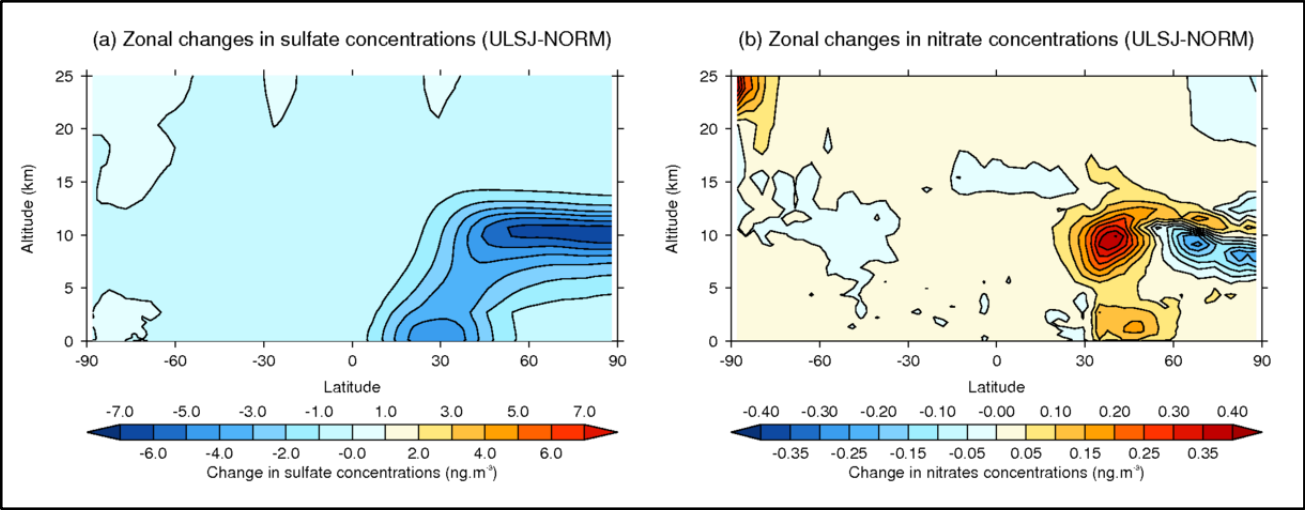 (a) Zonal changes in sulfate concentrations (ULSJ-NORM)
25
20
15
10
5
0
Altitude (km)
-90 -60 -30 0 30 60 90
Latitude
-7.0 -5.0 -3.0 -1.0 1.0 3.0 5.0 7.0
-6.0 -4.0 -2.0 -0.0 2.0 4.0 6.0
Change in sulfate concentrations (ng.m⁻³)
(b) Zonal changes in nitrate concentrations (ULSJ-NORM)
25
20
15
10
5
0
Altitude (km)
-90 -60 -30 0 30 60 90
Latitude
-0.40 -0.30 -0.20 -0.10 -0.00 0.10 0.20 0.30 0.40
-0.35 -0.25 -0.15 -0.05 0.05 0.15 0.25 0.35
Change in nitrates concentrations (ng.m⁻³)